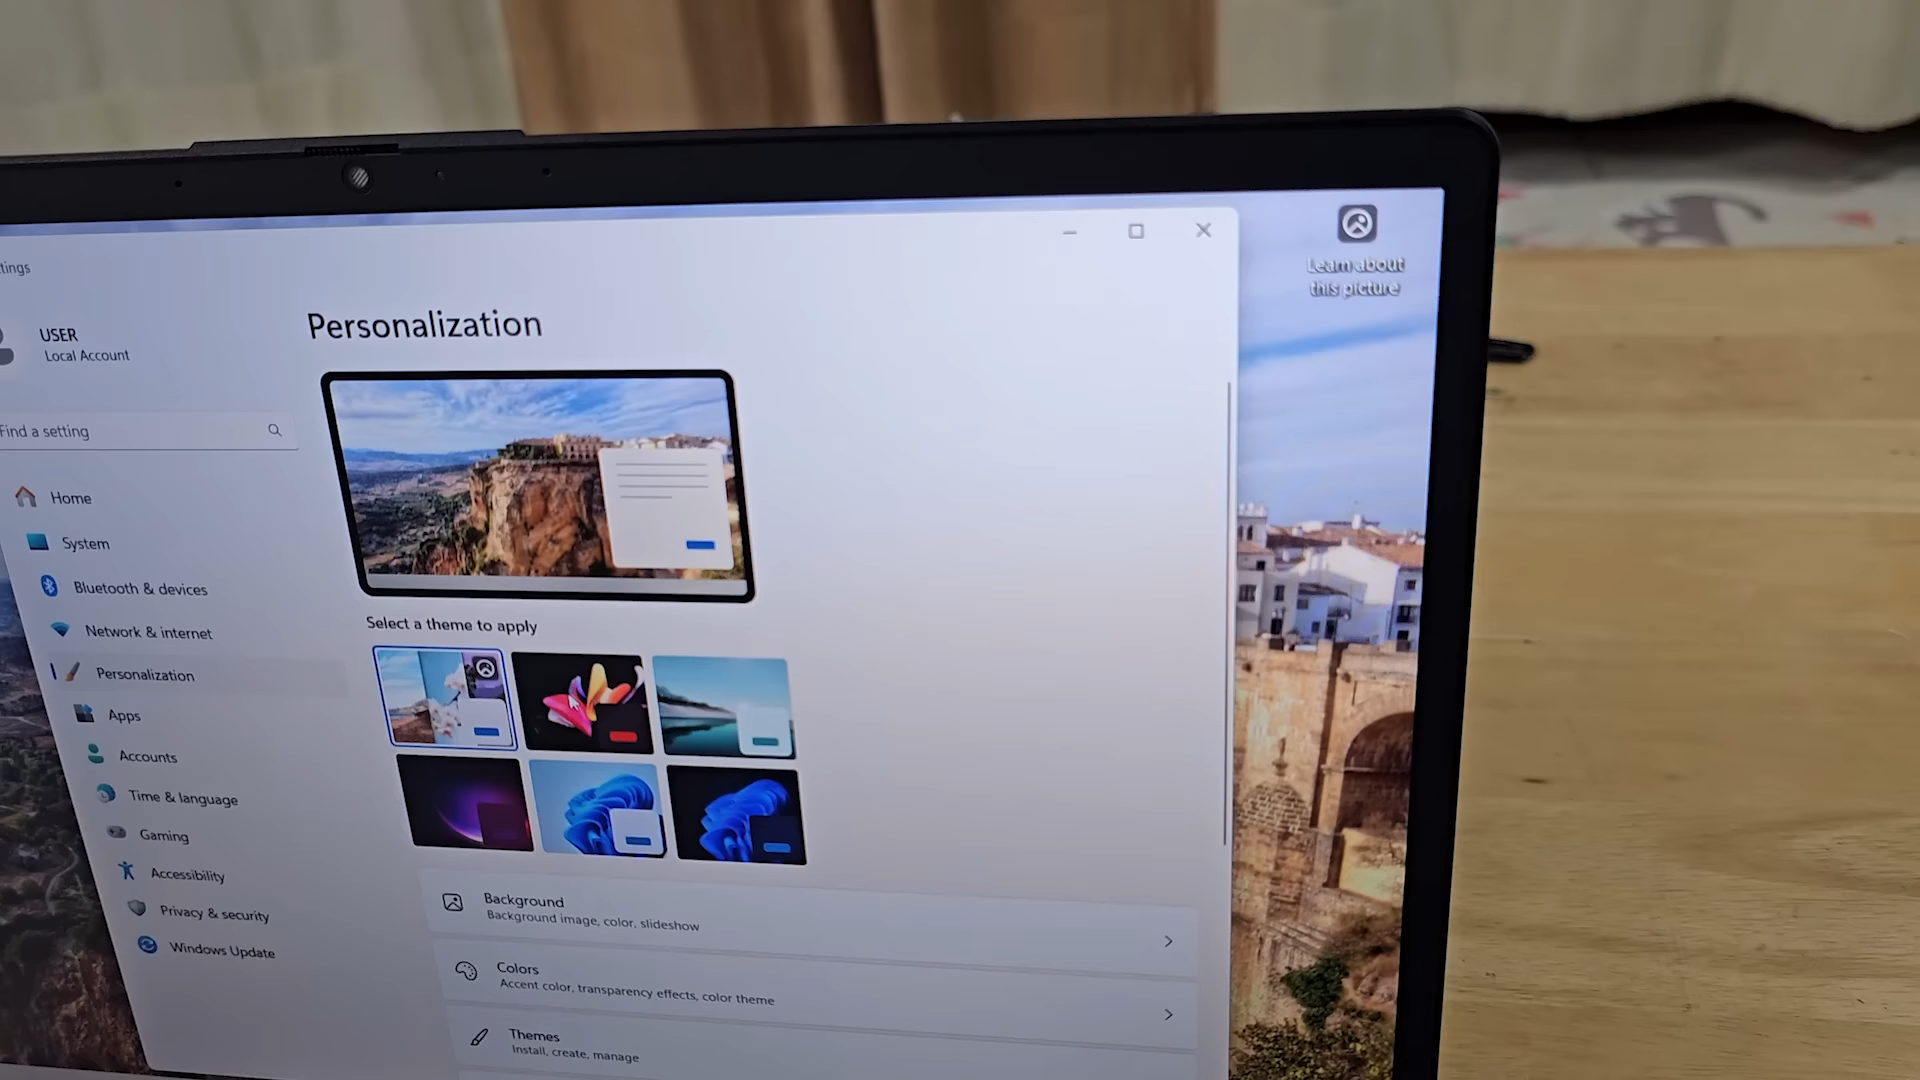 tings
USER
Local Account
Find a setting
Home
System
Bluetooth & devices
Network & internet
Personalization
Apps
Accounts
Time & language
Gaming
Accessibility
Privacy & security
Windows Update
Personalization
Select a theme to apply
Background
Background image, color, slideshow
Colors
Accent color, transparency effects, color theme
Themes
Install, create, manage
Learn about
this picture